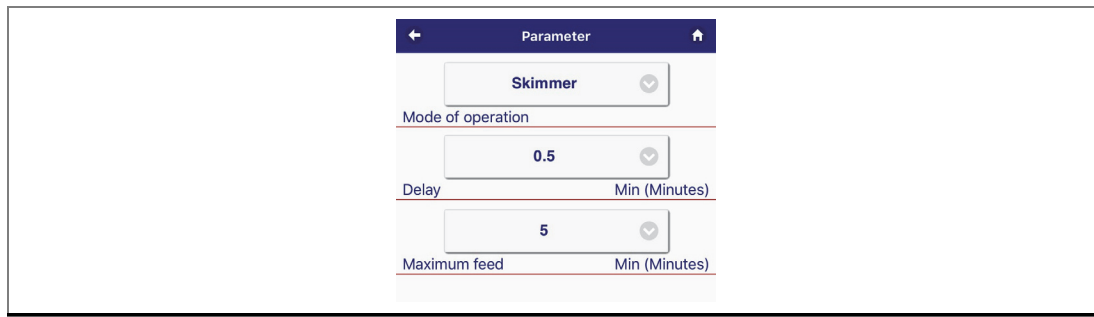 Parameter
Skimmer
Mode of operation
0.5
Delay Min (Minutes)
5
Maximum feed Min (Minutes)